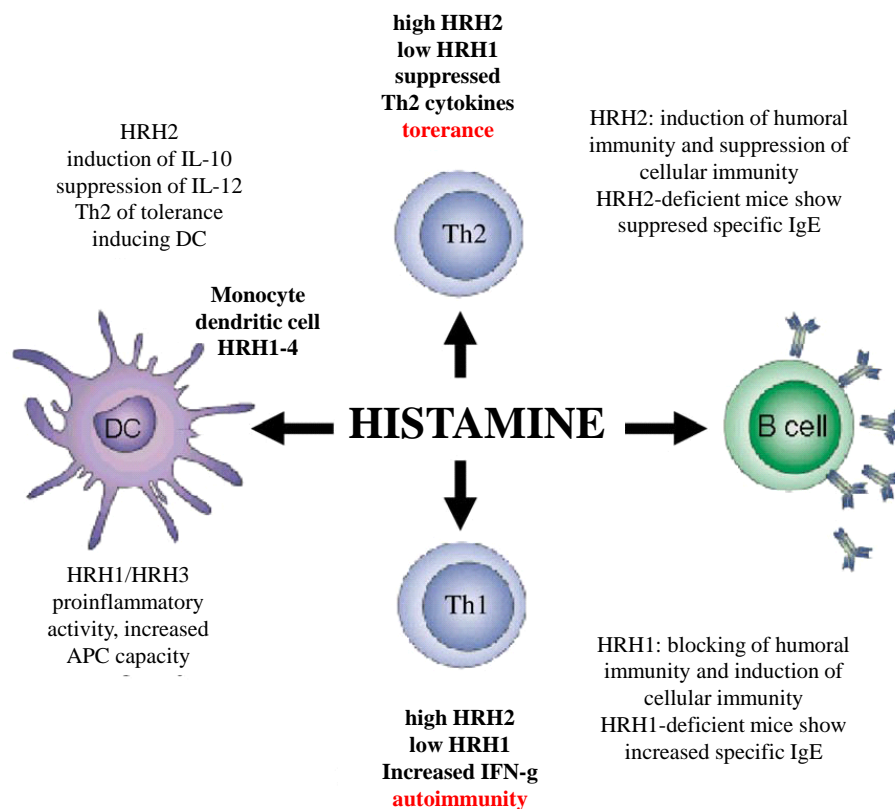 high HRH2
low HRH1
suppressed
Th2 cytokines
torerance
HRH2
induction of IL-10
suppression of IL-12
Th2 of tolerance
inducing DC
HRH2: induction of humoral
immunity and suppression of
cellular immunity
HRH2-deficient mice show
suppresed specific IgE
Th2
Monocyte
dendritic cell
HRH1-4
DC
HISTAMINE
B cell
HRH1/HRH3
proinflammatory
activity, increased
APC capacity
Th1
high HRH2
low HRH1
Increased IFN-g
autoimmunity
HRH1: blocking of humoral
immunity and induction of
cellular immunity
HRH1-deficient mice show
increased specific IgE